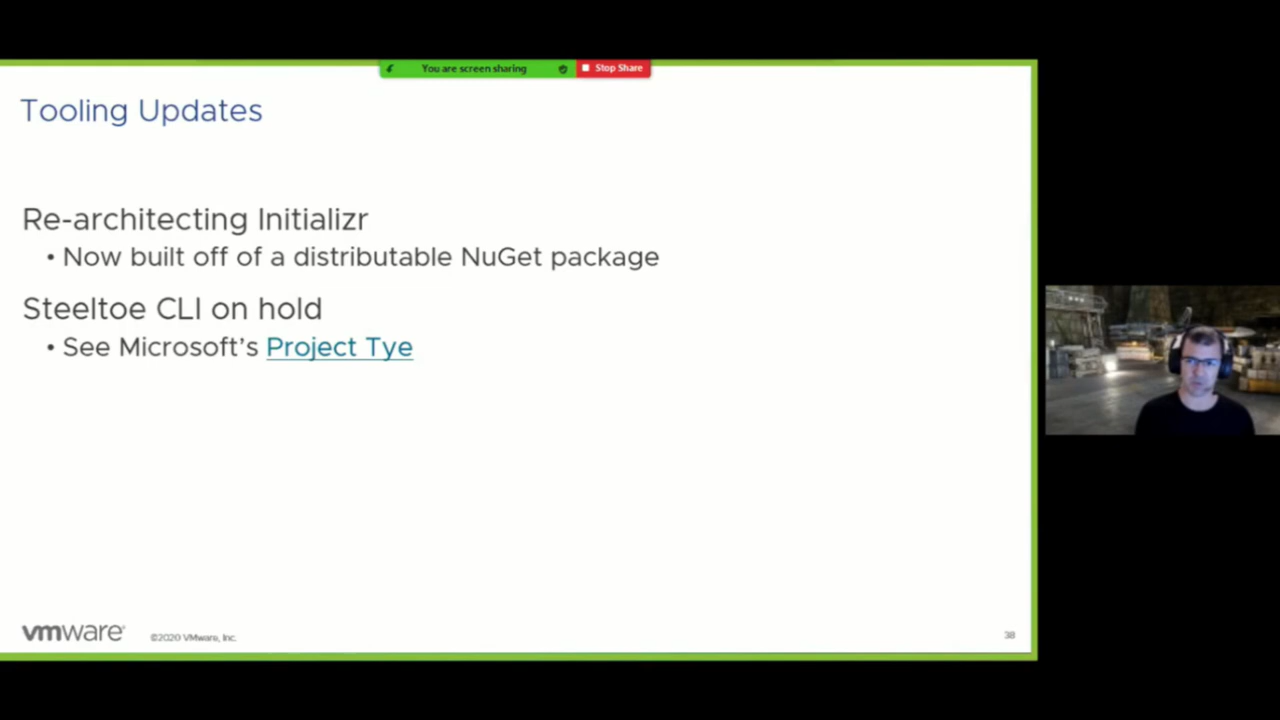 You are screen sharing
Stop Share
Tooling Updates
Re-architecting Initializr
• Now built off of a distributable NuGet package
Steeltoe CLI on hold
• See Microsoft's Project Tye
vmware®
©2020 VMware, Inc.
38